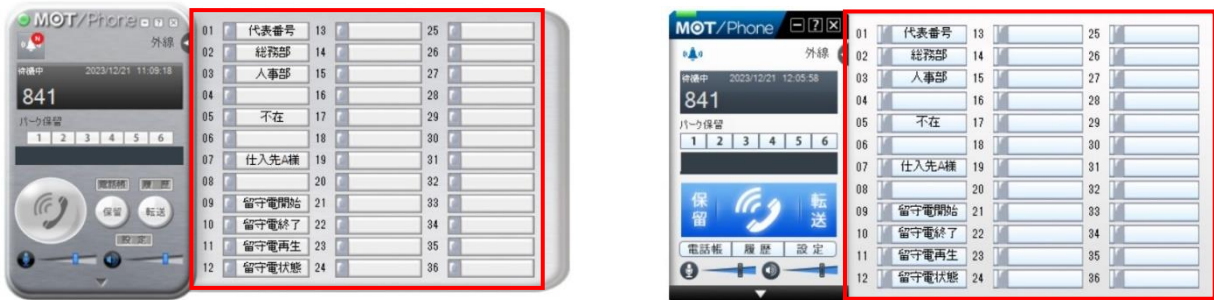 MOT/Phone
N
外線
待機中 2023/12/21 11:09:18
841
パーク保留
1 2 3 4 5 6
電話帳 履歴
保留 転送
設定
01 代表番号 13 25
02 総務部 14 26
03 人事部 15 27
04 16 28
05 不在 17 29
06 18 30
07 仕入先A様 19 31
08 20 32
09 留守電開始 21 33
10 留守電終了 22 34
11 留守電再生 23 35
12 留守電状態 24 36
MOT/Phone
外線
待機中 2023/12/21 12:05:58
841
パーク保留
1 2 3 4 5 6
保留 転送
電話帳 履歴 設定
01 代表番号 13 25
02 総務部 14 26
03 人事部 15 27
04 16 28
05 不在 17 29
06 18 30
07 仕入先A様 19 31
08 20 32
09 留守電開始 21 33
10 留守電終了 22 34
11 留守電再生 23 35
12 留守電状態 24 36